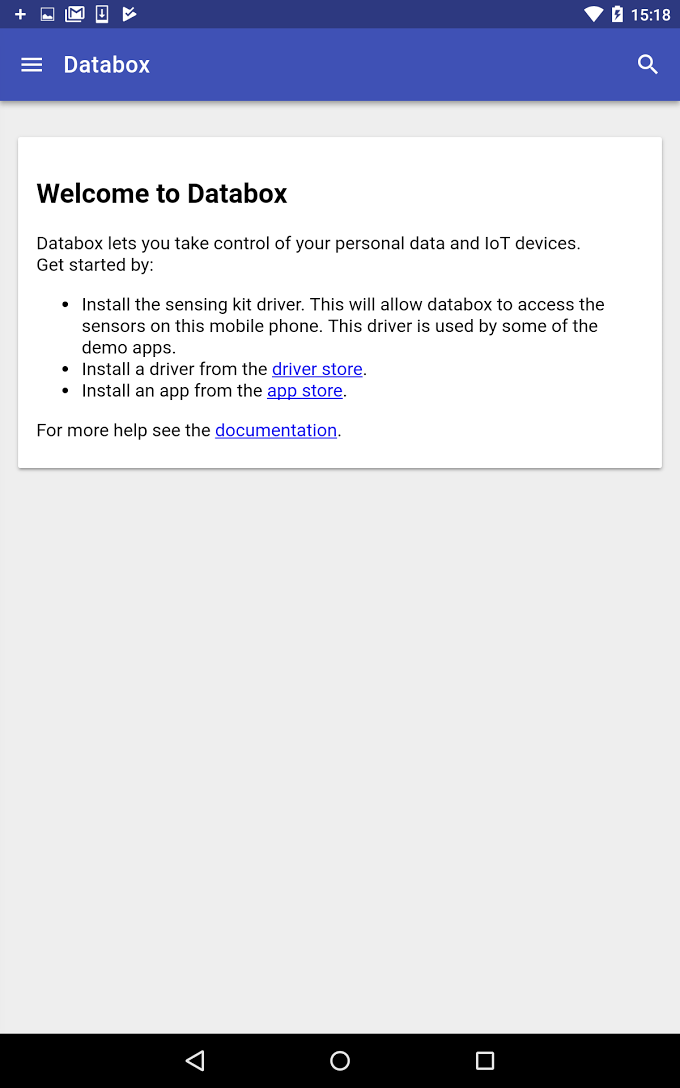 15:18
Databox
Welcome to Databox
Databox lets you take control of your personal data and IoT devices.
Get started by:
• Install the sensing kit driver. This will allow databox to access the
sensors on this mobile phone. This driver is used by some of the
demo apps.
• Install a driver from the driver store.
• Install an app from the app store.
For more help see the documentation.